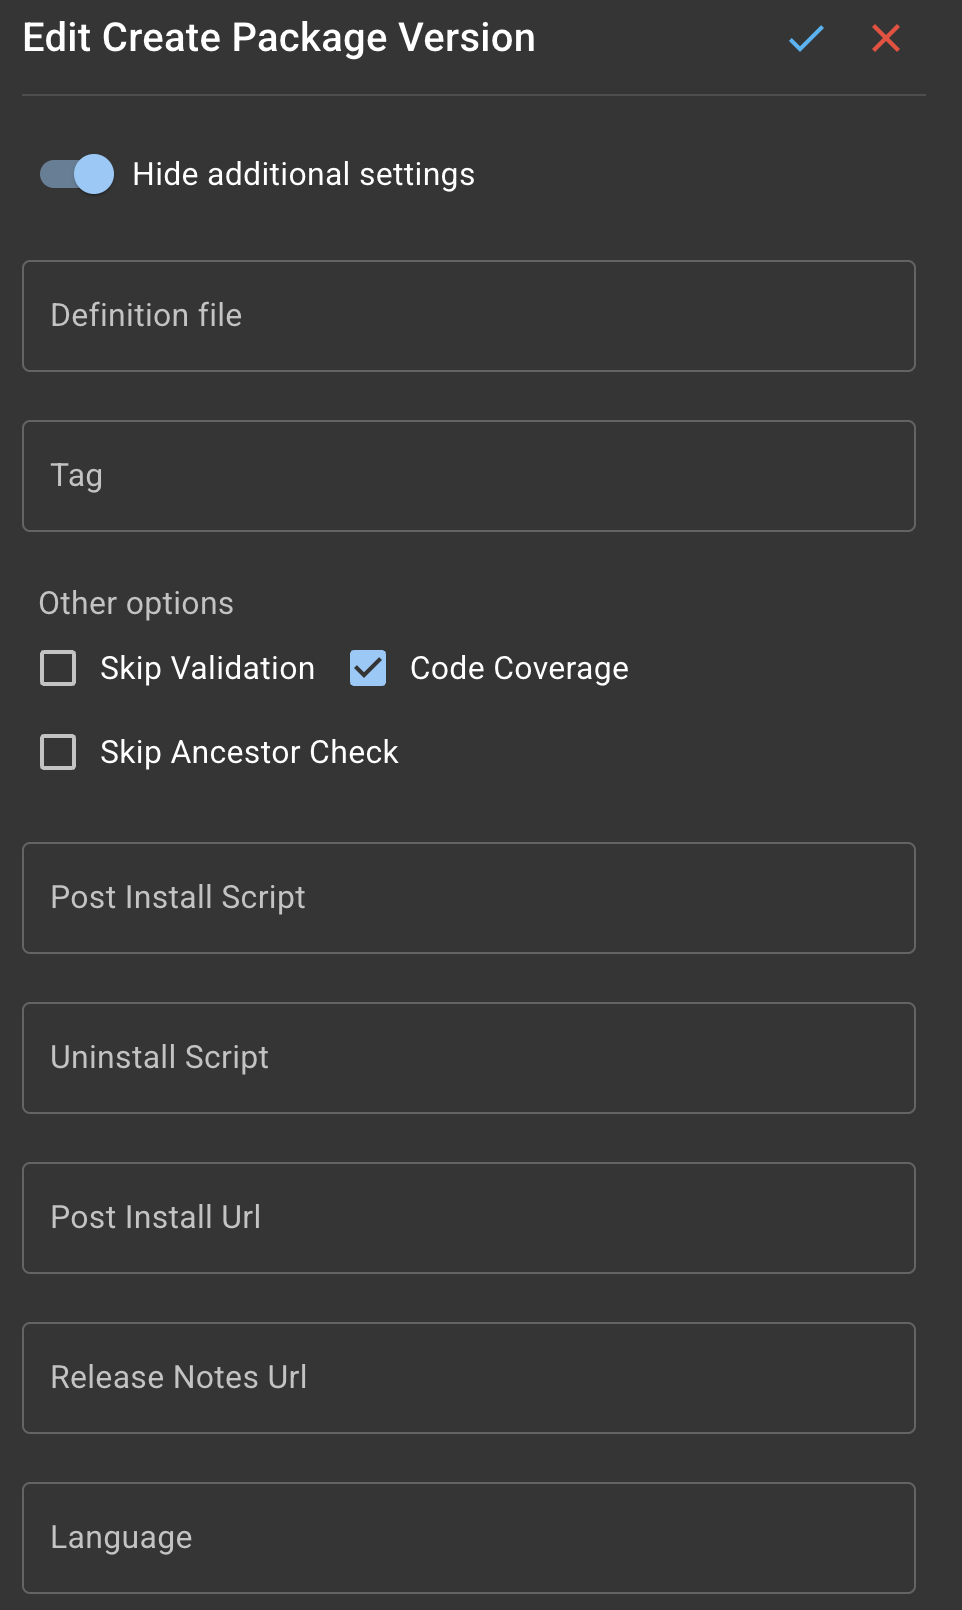 Edit Create Package Version
Hide additional settings
Definition file
Tag
Other options
Skip Validation Code Coverage
Skip Ancestor Check
Post Install Script
Uninstall Script
Post Install Url
Release Notes Url
Language